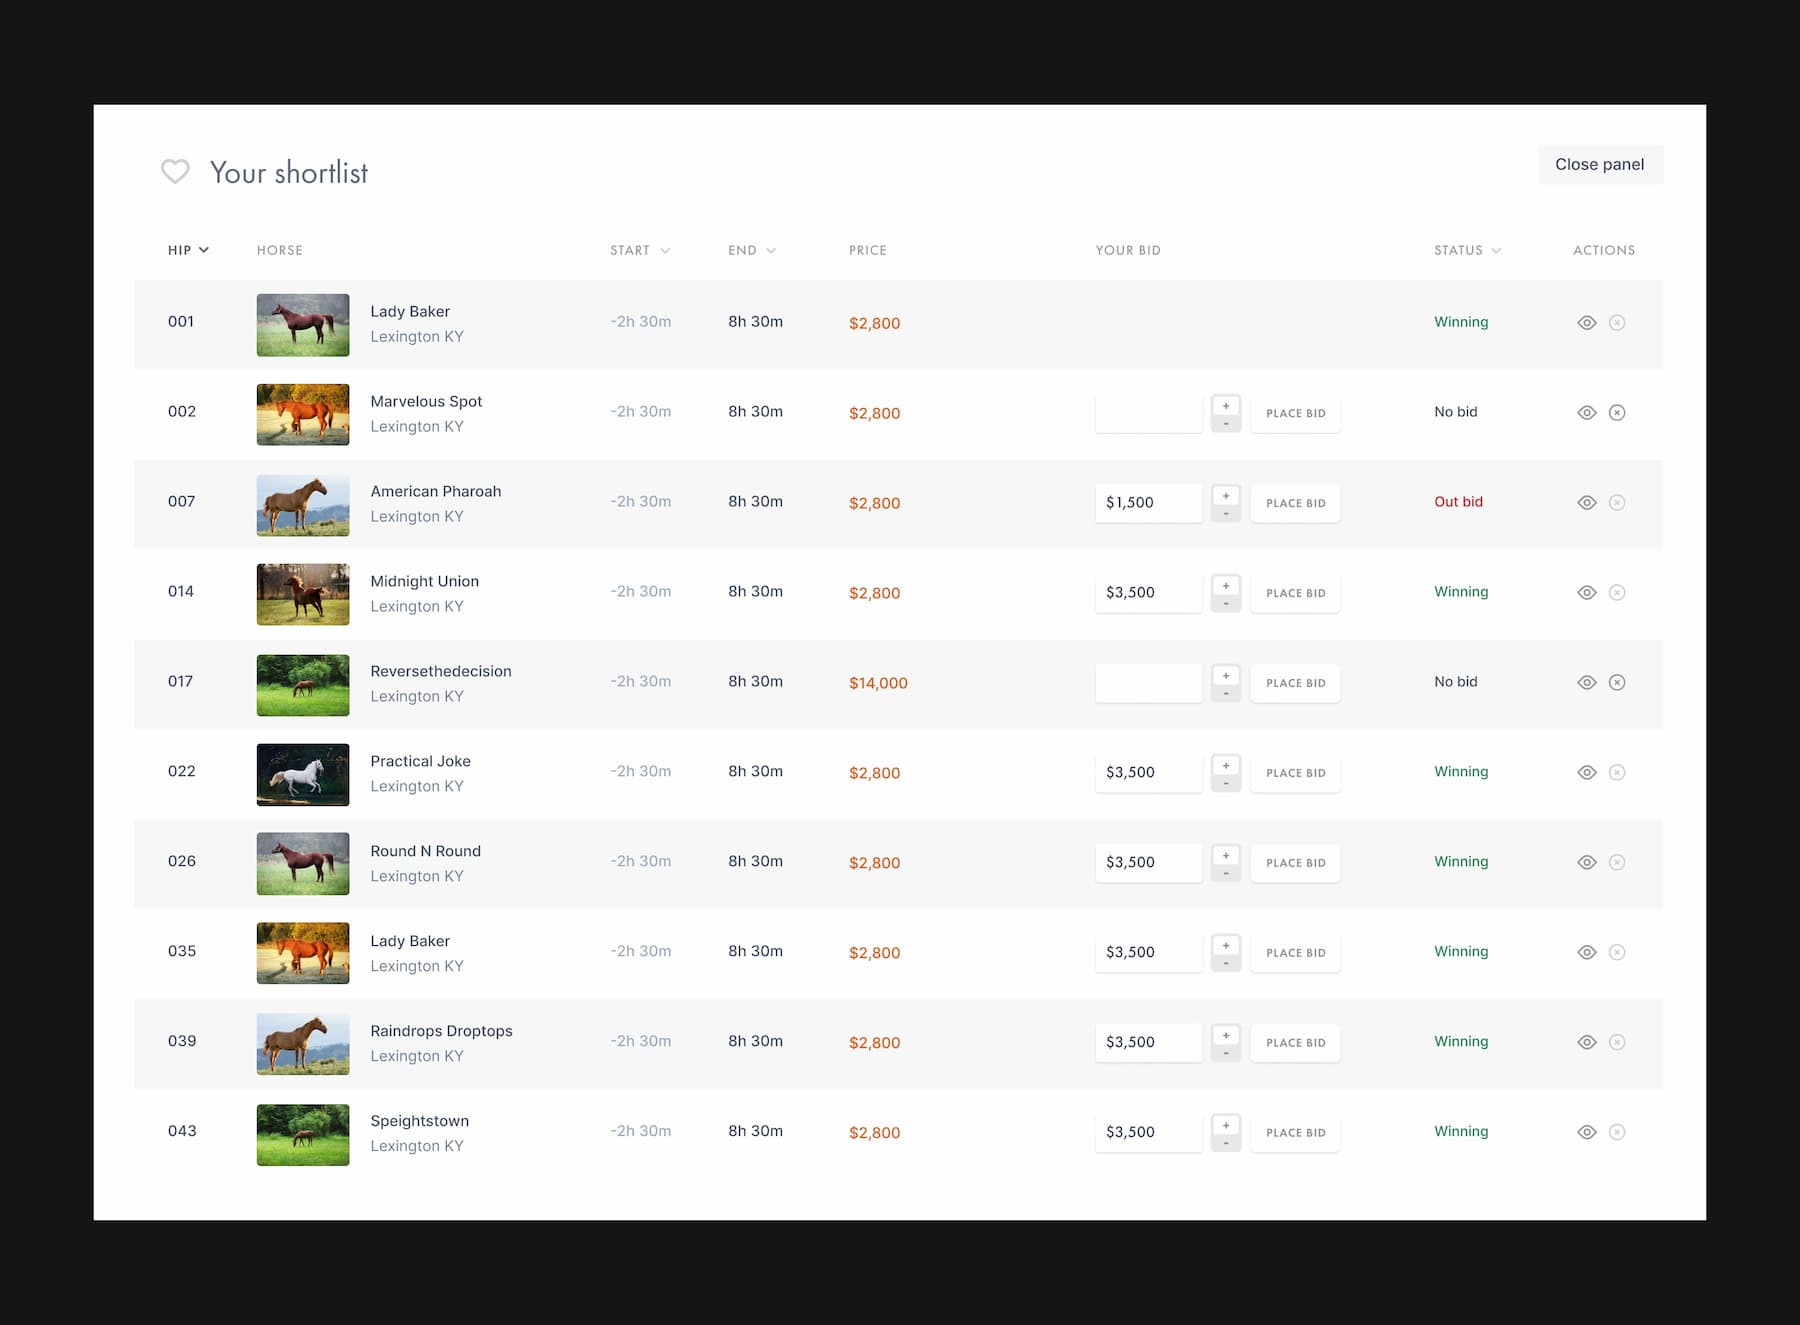 Your shortlist
Close panel
HIP HORSE START END PRICE YOUR BID STATUS ACTIONS
001 Lady Baker -2h 30m 8h 30m $2,800 Winning
Lexington KY
002 Marvelous Spot -2h 30m 8h 30m $2,800 + - PLACE BID No bid
Lexington KY
007 American Pharoah -2h 30m 8h 30m $2,800 $1,500 + - PLACE BID Out bid
Lexington KY
014 Midnight Union -2h 30m 8h 30m $2,800 $3,500 + - PLACE BID Winning
Lexington KY
017 Reversethedecision -2h 30m 8h 30m $14,000 + - PLACE BID No bid
Lexington KY
022 Practical Joke -2h 30m 8h 30m $2,800 $3,500 + - PLACE BID Winning
Lexington KY
026 Round N Round -2h 30m 8h 30m $2,800 $3,500 + - PLACE BID Winning
Lexington KY
035 Lady Baker -2h 30m 8h 30m $2,800 $3,500 + - PLACE BID Winning
Lexington KY
039 Raindrops Droptops -2h 30m 8h 30m $2,800 $3,500 + - PLACE BID Winning
Lexington KY
043 Speightstown -2h 30m 8h 30m $2,800 $3,500 + - PLACE BID Winning
Lexington KY